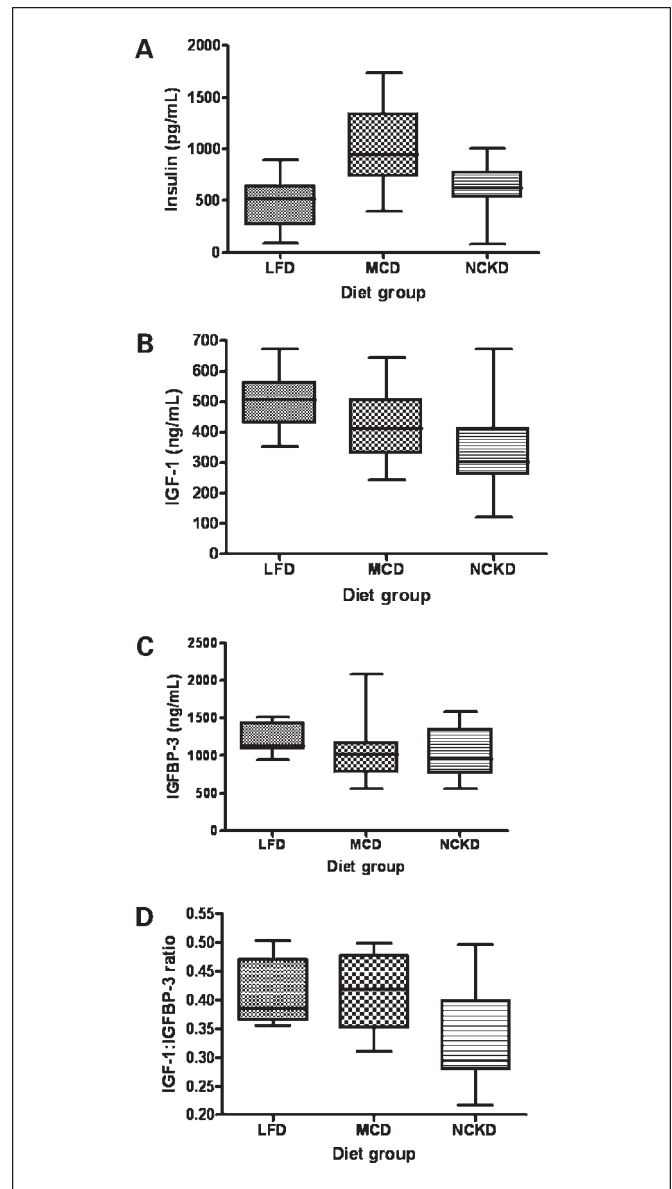 A
Insulin (pg/mL)
2000
1500
1000
500
0
LFD MCD NCKD
Diet group
B
IGF-1 (ng/mL)
700
600
500
400
300
200
100
0
LFD MCD NCKD
Diet group
C
IGFBP-3 (ng/mL)
2500
2000
1500
1000
500
0
LFD MCD NCKD
Diet group
D
IGF-1:IGFBP-3 ratio
0.55
0.50
0.45
0.40
0.35
0.30
0.25
0.20
LFD MCD NCKD
Diet group